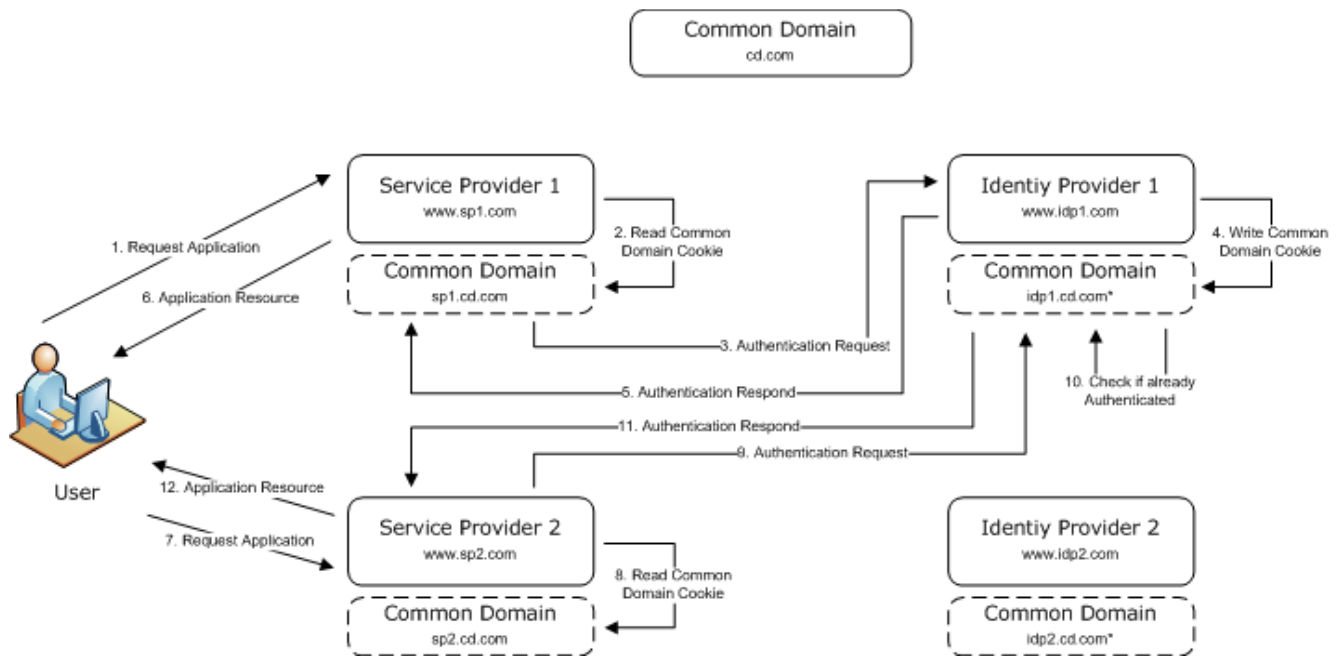 Common Domain
cd.com
Service Provider 1
www.sp1.com
Identiy Provider 1
www.idp1.com
1. Request Application
2. Read Common
Domain Cookie
4. Write Common
Domain Cookie
Common Domain
sp1.cd.com
Common Domain
idp1.cd.com*
6. Application Resource
3. Authentication Request
5. Authentication Respond
10. Check if already
Authenticated
11. Authentication Respond
9. Authentication Request
User
12. Application Resource
7. Request Application
Service Provider 2
www.sp2.com
Identiy Provider 2
www.idp2.com
8. Read Common
Domain Cookie
Common Domain
sp2.cd.com
Common Domain
idp2.cd.com*